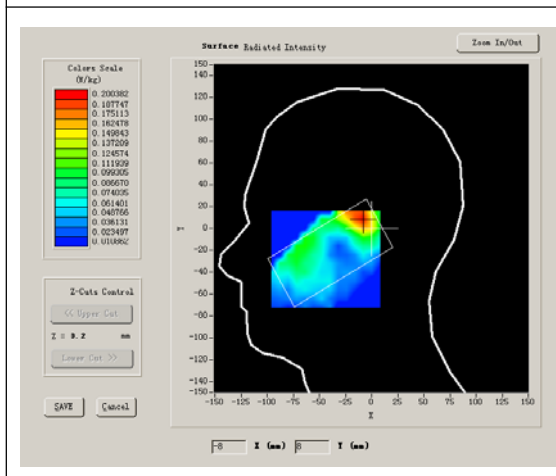 Surface Radiated Intensity
Zoom In/Out
Colors Scale
(W/kg)
0.200382
0.187747
0.175113
0.162478
0.149843
0.137209
0.124574
0.111939
0.099305
0.086670
0.074035
0.061401
0.048766
0.036131
0.023497
0.010862
150
120
100
80
60
40
20
0
-20
-40
-60
-80
-100
-120
-140
-150
Y
-150 -125 -100 -75 -50 -25 0 25 50 75 100 125 150
X
Z-Cuts Control
<< Upper Cut
Z = 0.2 mm
Lower Cut >>
SAVE
Cancel
-8 X (mm) 8 Y (mm)